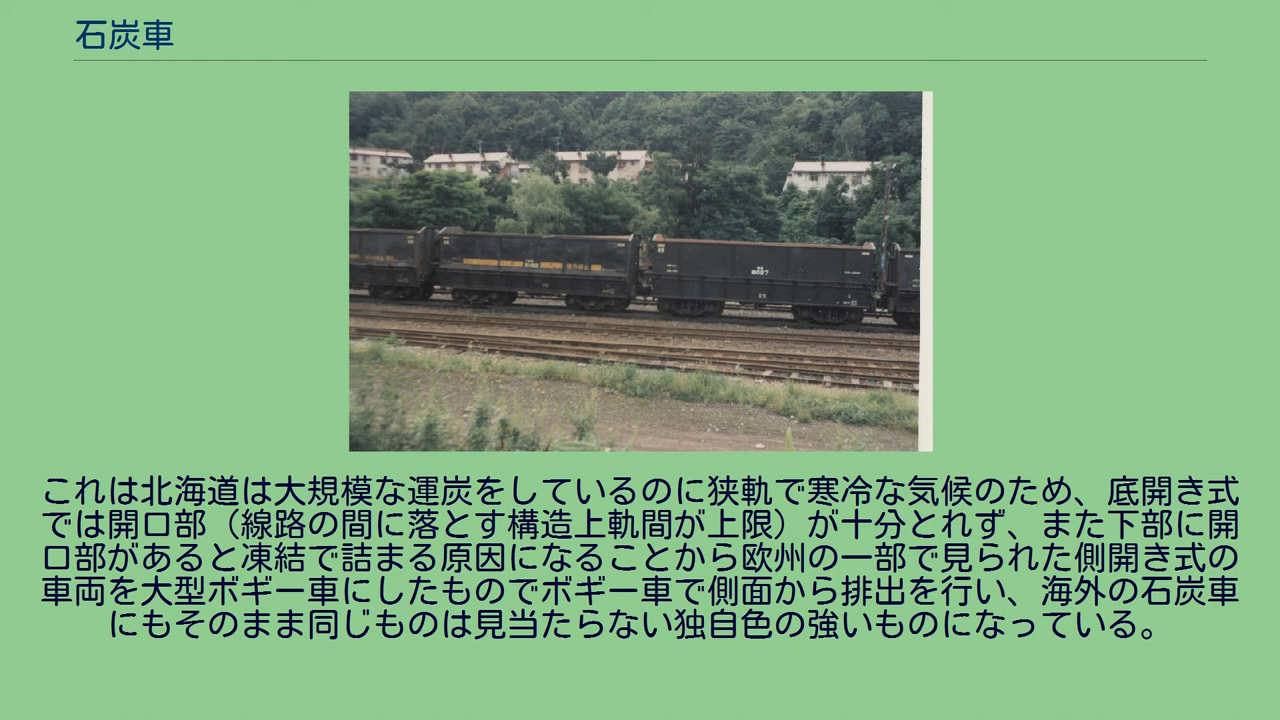 石炭車
8027
これは北海道は大規模な運炭をしているのに狭軌で寒冷な気候のため、底開き式
では開口部（線路の間に落とす構造上軌間が上限）が十分とれず、また下部に開
口部があると凍結で詰まる原因になることから欧州の一部で見られた側開き式の
車両を大型ボギー車にしたものでボギー車で側面から排出を行い、海外の石炭車
にもそのまま同じものは見当たらない独自色の強いものになっている。